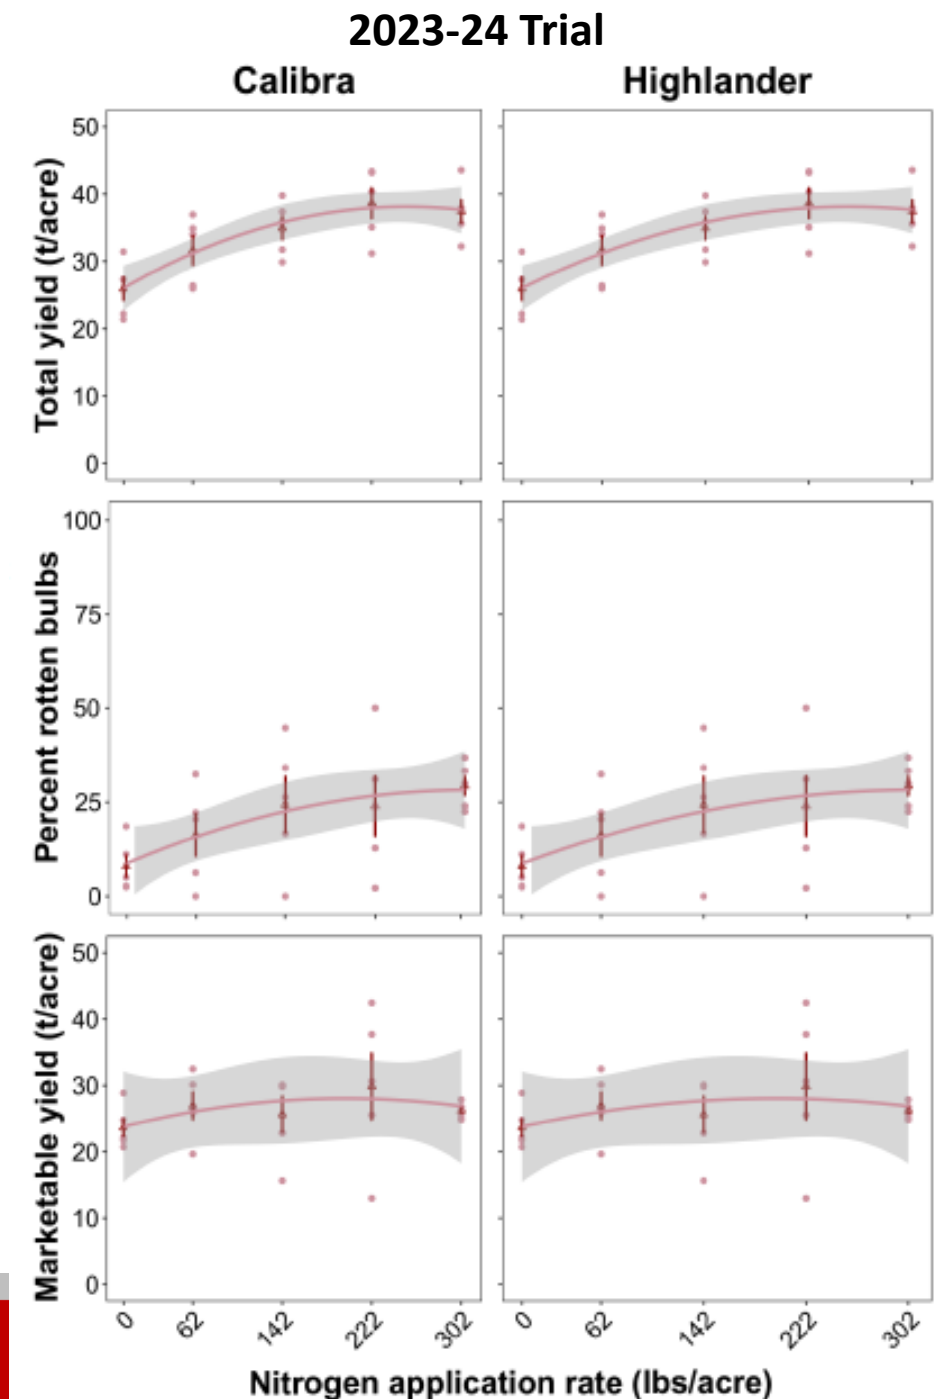 2023-24 Trial
Calibra Highlander
Total yield (t/acre)
50
40
30
20
10
0
Percent rotten bulbs
100
75
50
25
0
Marketable yield (t/acre)
50
40
30
20
10
0
0 62 142 222 302 0 62 142 222 302
Nitrogen application rate (lbs/acre)